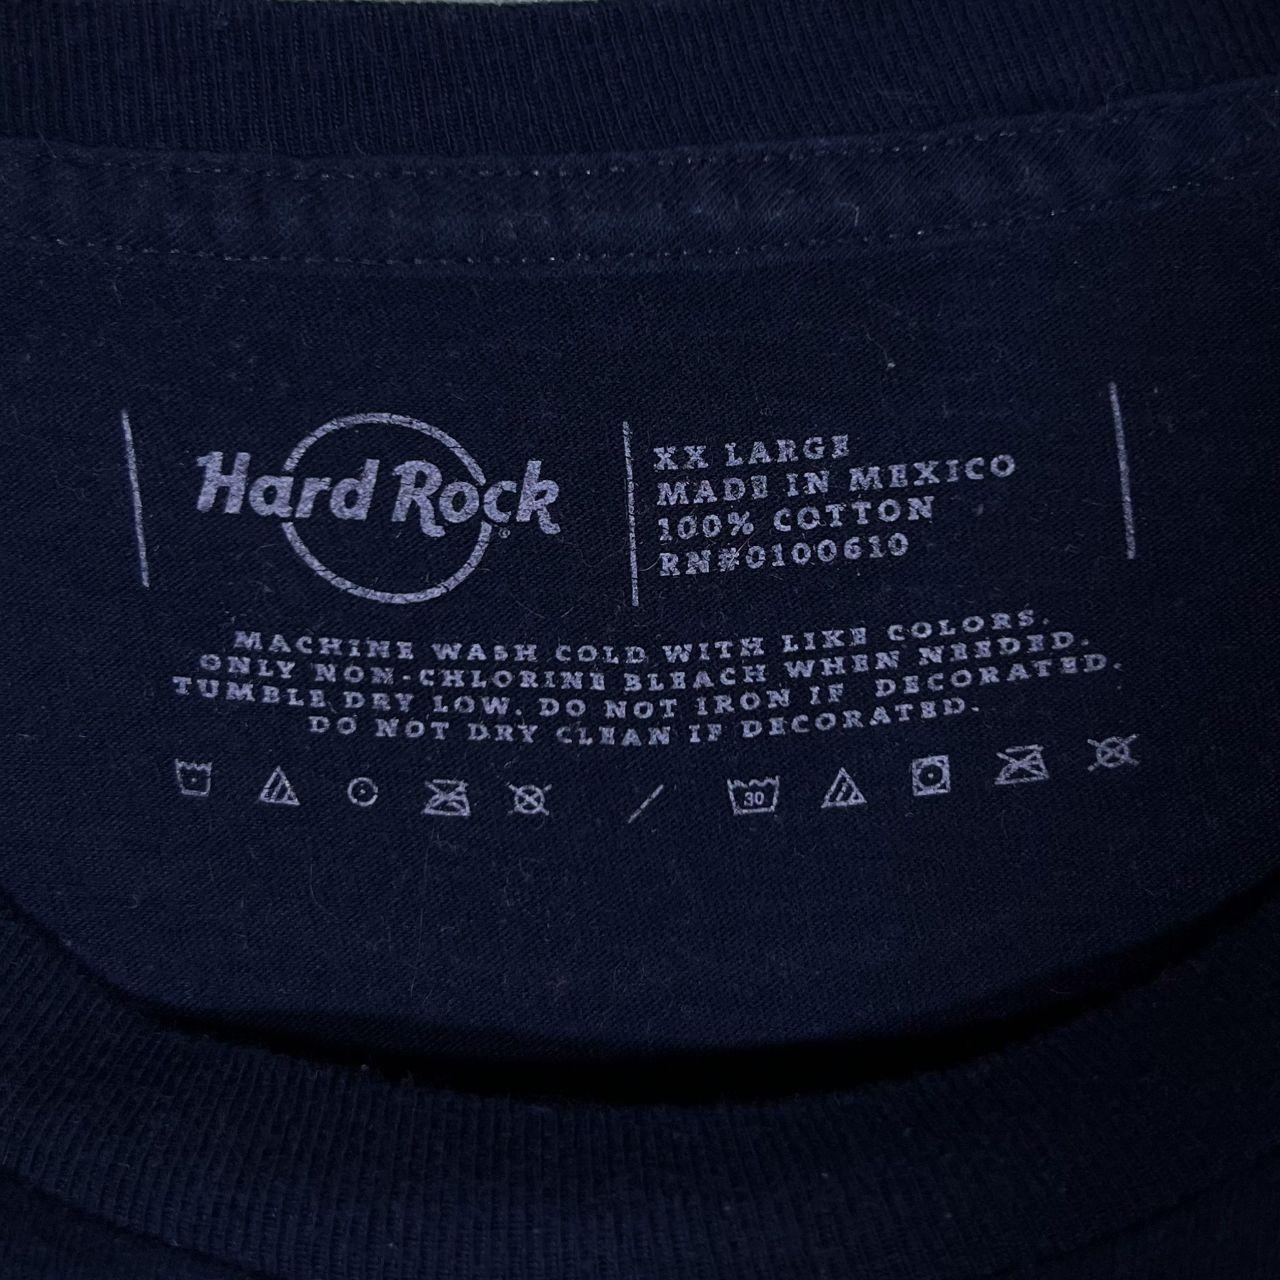 Hard Rock
®
XX LARGE
MADE IN MEXICO
100% COTTON
RN#0100610
MACHINE WASH COLD WITH LIKE COLORS.
ONLY NON-CHLORINE BLEACH WHEN NEEDED.
TUMBLE DRY LOW. DO NOT IRON IF DECORATED.
DO NOT DRY CLEAN IF DECORATED.
/ 30